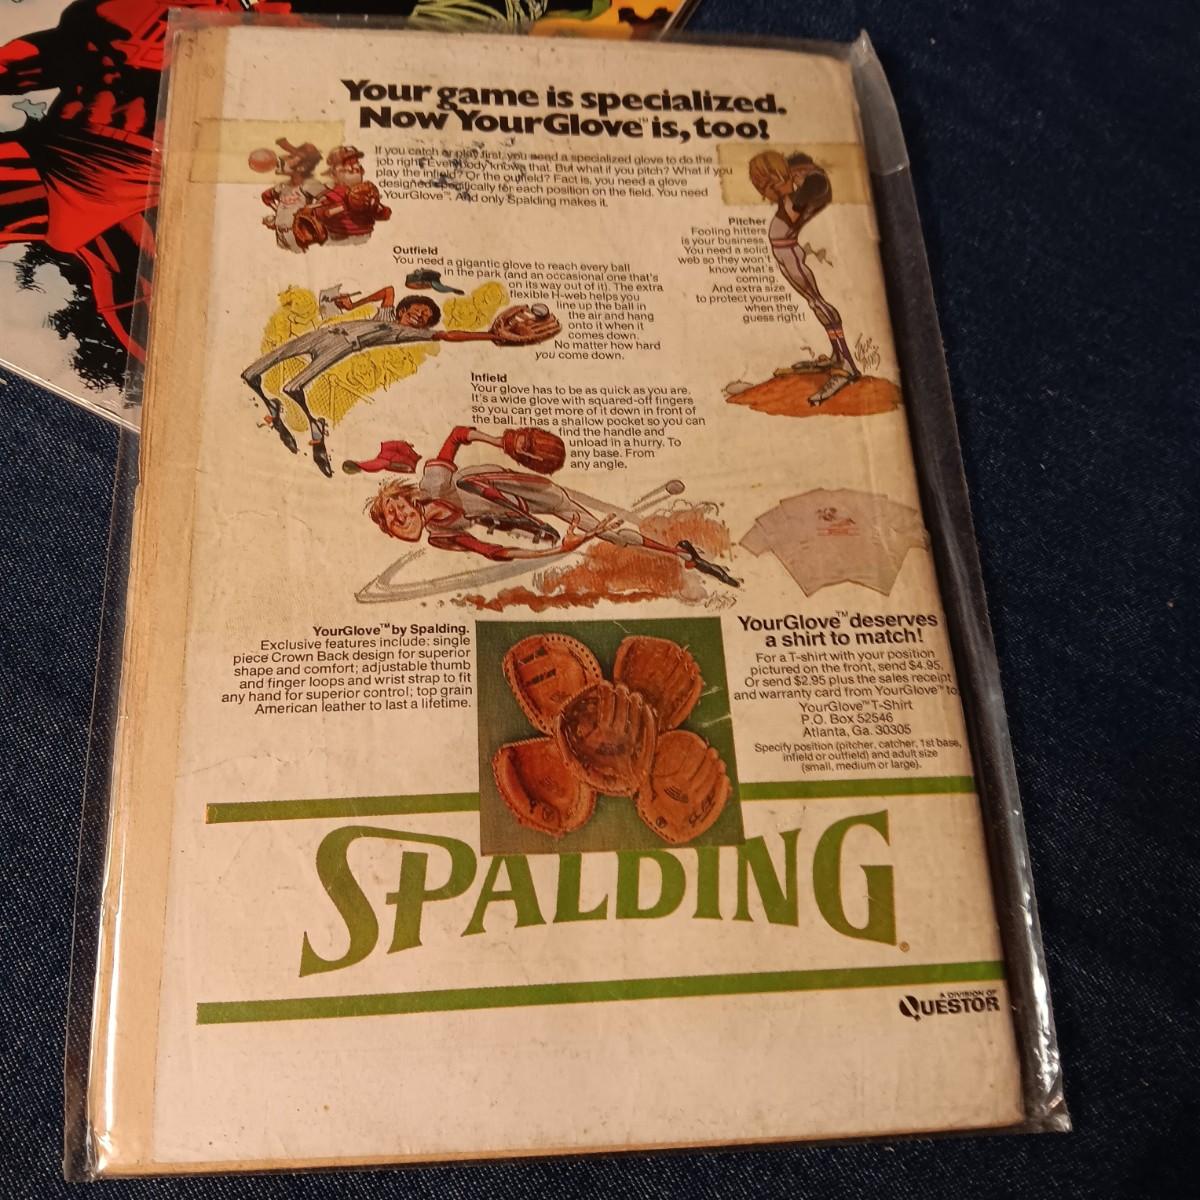 Your game is specialized.
Now YourGlove™ is, too!
If you catch or play first, you need a specialized glove to do the
job right. Everybody knows that. But what if you pitch? What if you
play the infield? Or the outfield? Fact is, you need a glove
designed specifically for each position on the field. You need
YourGlove™. And only Spalding makes it.
Pitcher
Fooling hitters
is your business.
You need a solid
web so they won't
know what's
coming.
And extra size
to protect yourself
when they
guess right!
Outfield
You need a gigantic glove to reach every ball
in the park (and an occasional one that's
on its way out of it). The extra
flexible H-web helps you
line up the ball in
the air and hang
onto it when it
comes down.
No matter how hard
you come down.
Infield
Your glove has to be as quick as you are.
It's a wide glove with squared-off fingers
so you can get more of it down in front of
the ball. It has a shallow pocket so you can
find the handle and
unload in a hurry. To
any base. From
any angle.
YourGlove™ by Spalding.
Exclusive features include: single
piece Crown Back design for superior
shape and comfort; adjustable thumb
and finger loops and wrist strap to fit
any hand for superior control; top grain
American leather to last a lifetime.
YourGlove™ deserves
a shirt to match!
For a T-shirt with your position
pictured on the front, send $4.95.
Or send $2.95 plus the sales receipt
and warranty card from YourGlove™ to:
YourGlove™ T-Shirt
P.O. Box 52546
Atlanta, Ga. 30305
Specify position (pitcher, catcher, 1st base,
infield or outfield) and adult size
(small, medium or large).
SPALDING®
A DIVISION OF
QUESTOR